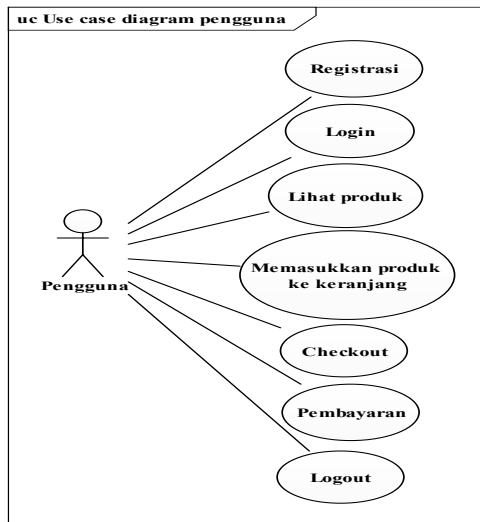 uc Use case diagram pengguna
Registrasi
Login
Lihat produk
Memasukkan produk
ke keranjang
Pengguna
Checkout
Pembayaran
Logout